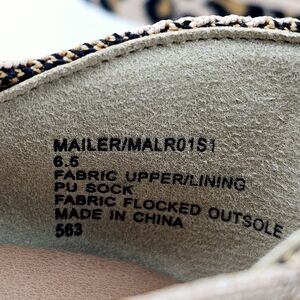 MAILER/MALR01S1
6.5
FABRIC UPPER/LINING
PU SOCK
FABRIC FLOCKED OUTSOLE
MADE IN CHINA
563